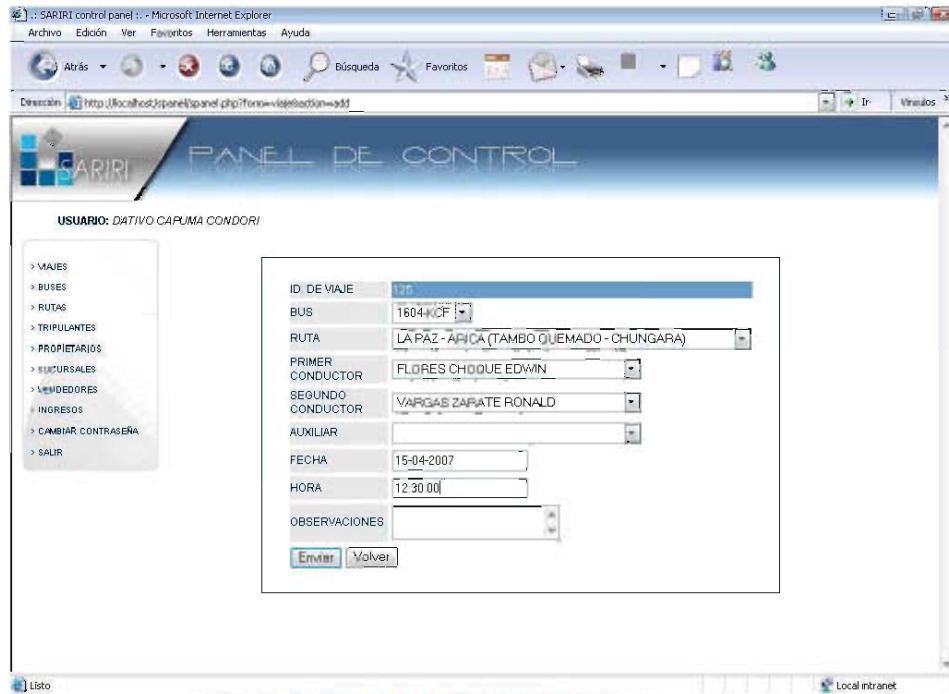 .: SARIRI control panel :. - Microsoft Internet Explorer
Archivo Edición Ver Favoritos Herramientas Ayuda
Atrás Búsqueda Favoritos
Dirección http://localhost/spanel/spanel.php?form=viaje&action=add Ir Vínculos
SARIRI PANEL DE CONTROL
USUARIO: DATIVO CAPUMA CONDORI
> VIAJES
> BUSES
> RUTAS
> TRIPULANTES
> PROPIETARIOS
> SUCURSALES
> VENDEDORES
> INGRESOS
> CAMBIAR CONTRASEÑA
> SALIR
ID. DE VIAJE 125
BUS 1604-KCF
RUTA LA PAZ - ARICA (TAMBO QUEMADO - CHUNGARA)
PRIMER CONDUCTOR FLORES CHOQUE EDWIN
SEGUNDO CONDUCTOR VARGAS ZARATE RONALD
AUXILIAR
FECHA 15-04-2007
HORA 12:30:00
OBSERVACIONES
Enviar Volver
Listo Local intranet